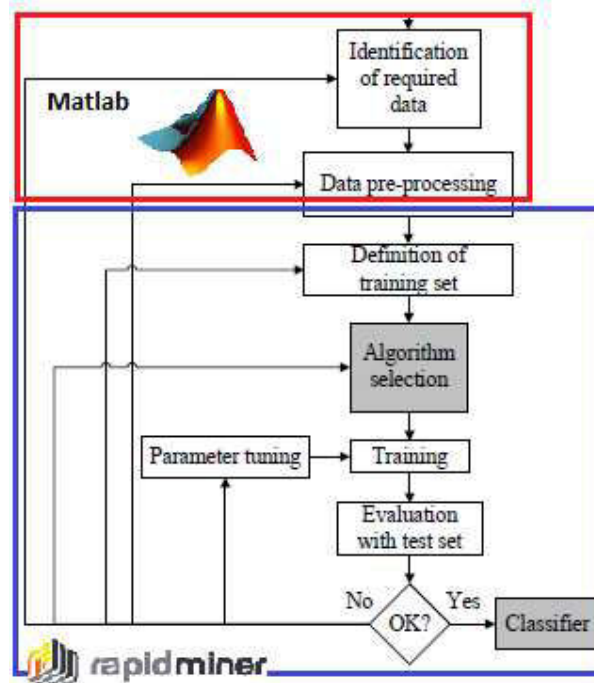 Identification
of required
data
Matlab
Data pre-processing
Definition of
training set
Algorithm
selection
Parameter tuning
Training
Evaluation
with test set
No
OK?
Yes
Classifier
rapidminer